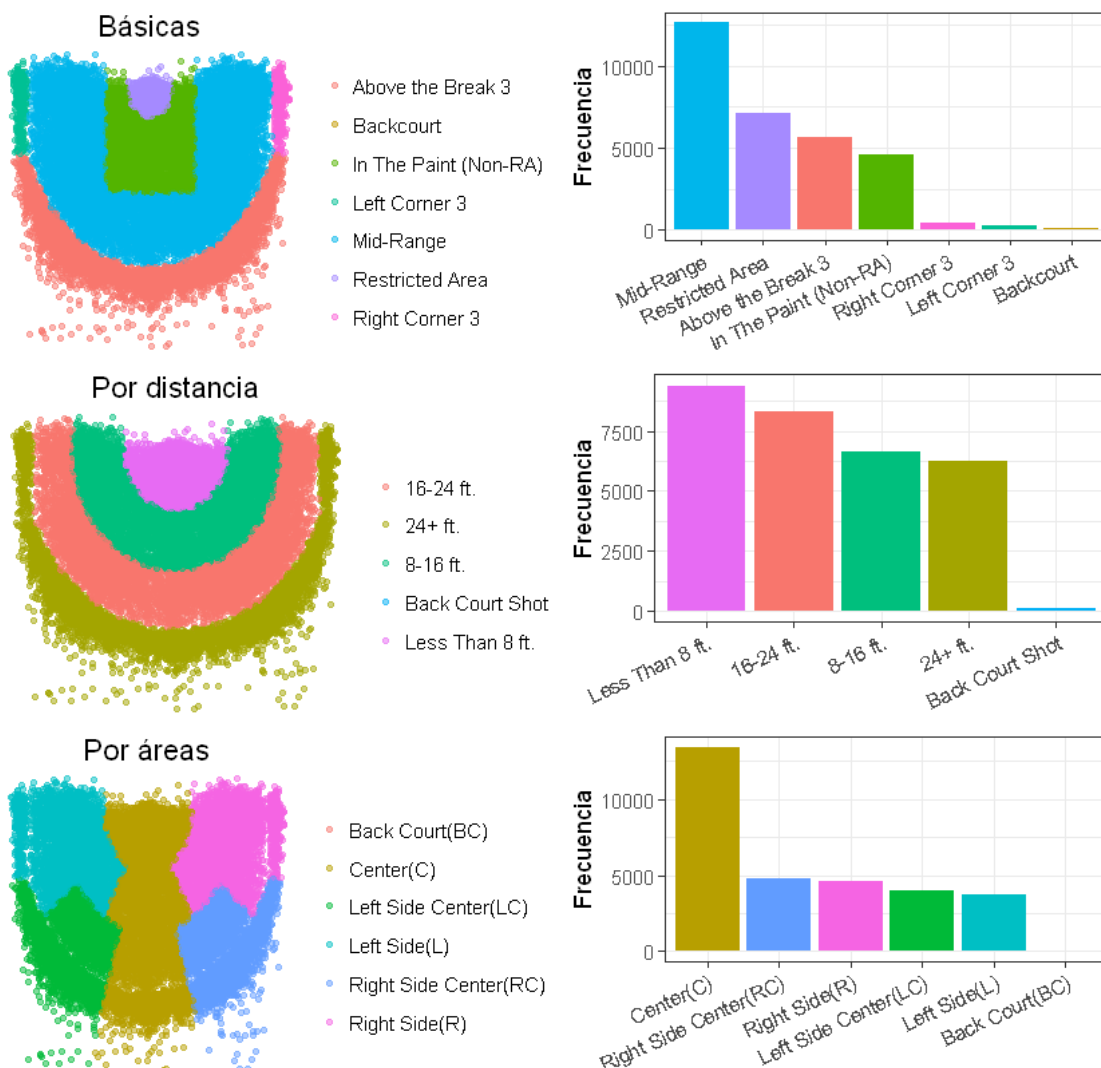 Básicas
Above the Break 3
Backcourt
In The Paint (Non-RA)
Left Corner 3
Mid-Range
Restricted Area
Right Corner 3
Frecuencia
10000
5000
0
Mid-Range
Restricted Area
Above the Break 3
In The Paint (Non-RA)
Right Corner 3
Left Corner 3
Backcourt
Por distancia
16-24 ft.
24+ ft.
8-16 ft.
Back Court Shot
Less Than 8 ft.
Frecuencia
7500
5000
2500
0
Less Than 8 ft.
16-24 ft.
8-16 ft.
24+ ft.
Back Court Shot
Por áreas
Back Court(BC)
Center(C)
Left Side Center(LC)
Left Side(L)
Right Side Center(RC)
Right Side(R)
Frecuencia
10000
5000
0
Center(C)
Right Side Center(RC)
Right Side(R)
Left Side Center(LC)
Left Side(L)
Back Court(BC)